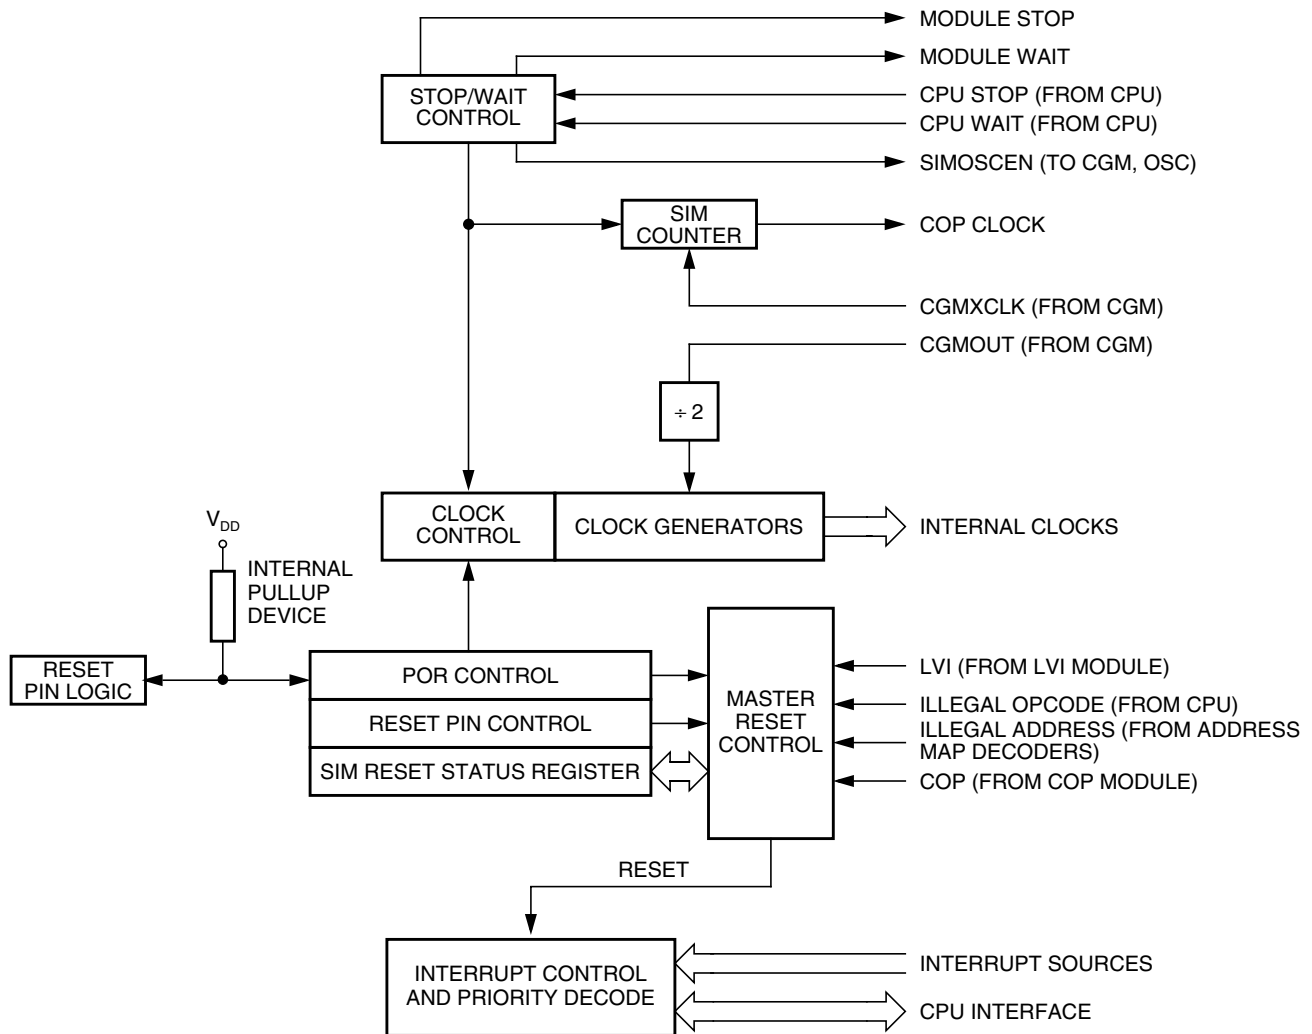 MODULE STOP
MODULE WAIT
STOP/WAIT
CONTROL
CPU STOP (FROM CPU)
CPU WAIT (FROM CPU)
SIMOSCEN (TO CGM, OSC)
SIM
COUNTER
COP CLOCK
CGMXCLK (FROM CGM)
CGMOUT (FROM CGM)
÷ 2
CLOCK
CONTROL
CLOCK GENERATORS
INTERNAL CLOCKS
VDD
INTERNAL
PULLUP
DEVICE
RESET
PIN LOGIC
POR CONTROL
RESET PIN CONTROL
SIM RESET STATUS REGISTER
MASTER
RESET
CONTROL
LVI (FROM LVI MODULE)
ILLEGAL OPCODE (FROM CPU)
ILLEGAL ADDRESS (FROM ADDRESS
MAP DECODERS)
COP (FROM COP MODULE)
RESET
INTERRUPT CONTROL
AND PRIORITY DECODE
INTERRUPT SOURCES
CPU INTERFACE